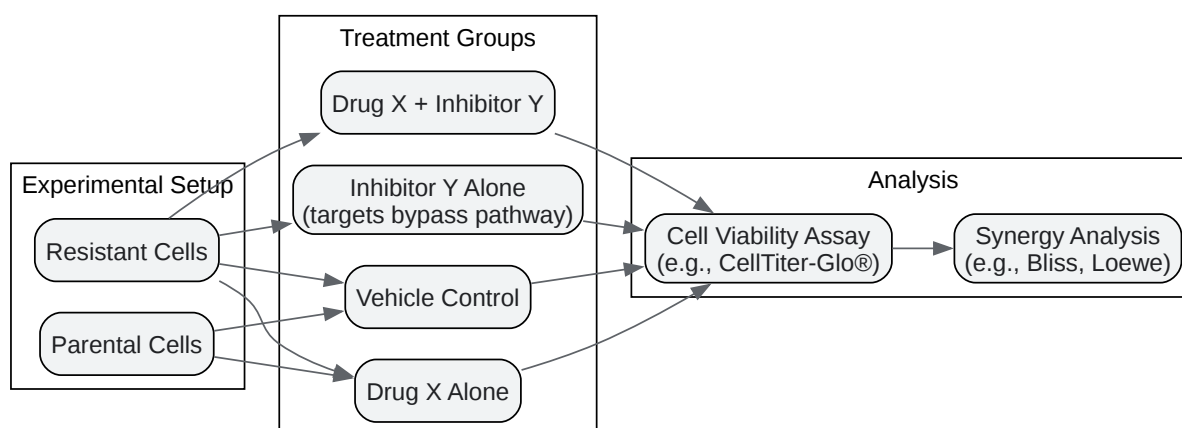 Treatment Groups
Drug X + Inhibitor Y
Experimental Setup
Inhibitor Y Alone
(targets bypass pathway)
Analysis
Resistant Cells
Cell Viability Assay
(e.g., CellTiter-Glo®)
Synergy Analysis
(e.g., Bliss, Loewe)
Vehicle Control
Parental Cells
Drug X Alone